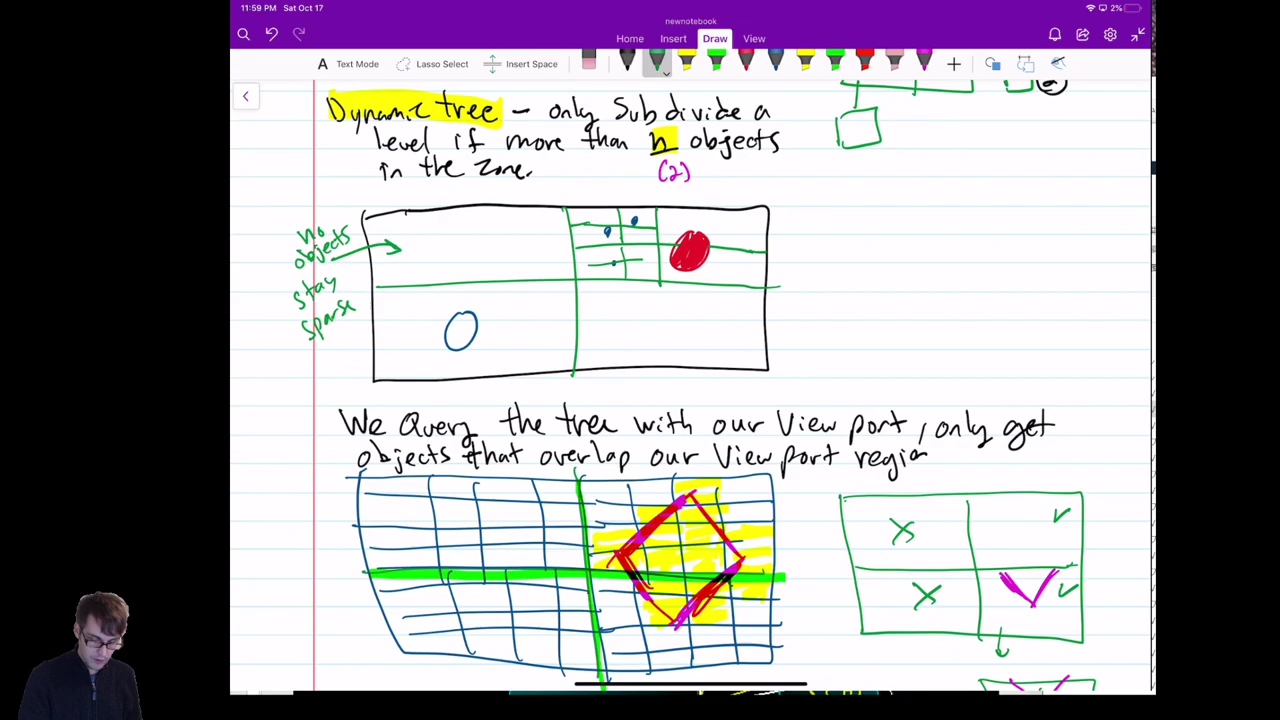 11:59 PM Sat Oct 17
2%
newnotebook
Home Insert Draw View
Text Mode Lasso Select Insert Space
Dynamic tree - only Subdivide a
level if more than n objects
in the zone. (2)
no
objects
stay
sparse
We Query the tree with our View port, only get
objects that overlap our View port region